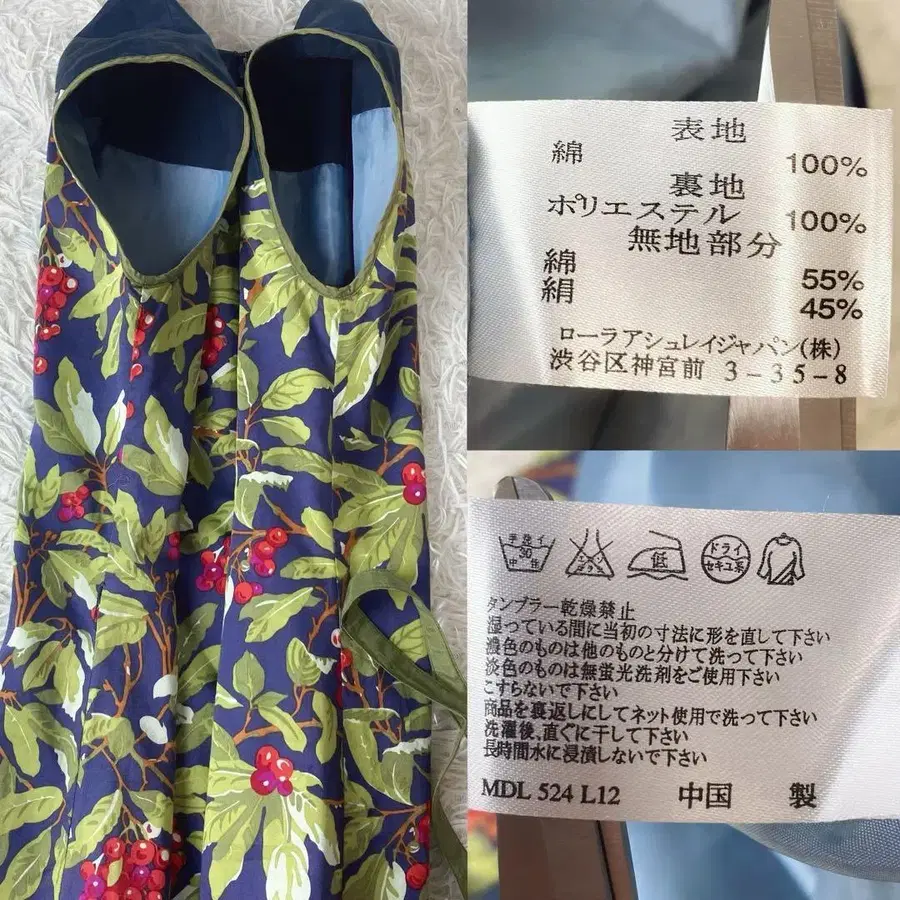 表地
綿 100%
裏地
ポリエステル 100%
無地部分
綿 55%
絹 45%
ローラアシュレイジャパン(株)
渋谷区神宮前 3-35-8
手洗イ
30
中性
エンソ
サラシ
低
ドライ
セキユ系
タンブラー乾燥禁止
湿っている間に当初の寸法に形を直して下さい
濃色のものは他のものと分けて洗って下さい
淡色のものは無蛍光洗剤をご使用下さい
こすらないで下さい
商品を裏返しにしてネット使用で洗って下さい
洗濯後、直ぐに干して下さい
長時間水に浸漬しないで下さい
MDL 524 L12 中国 製